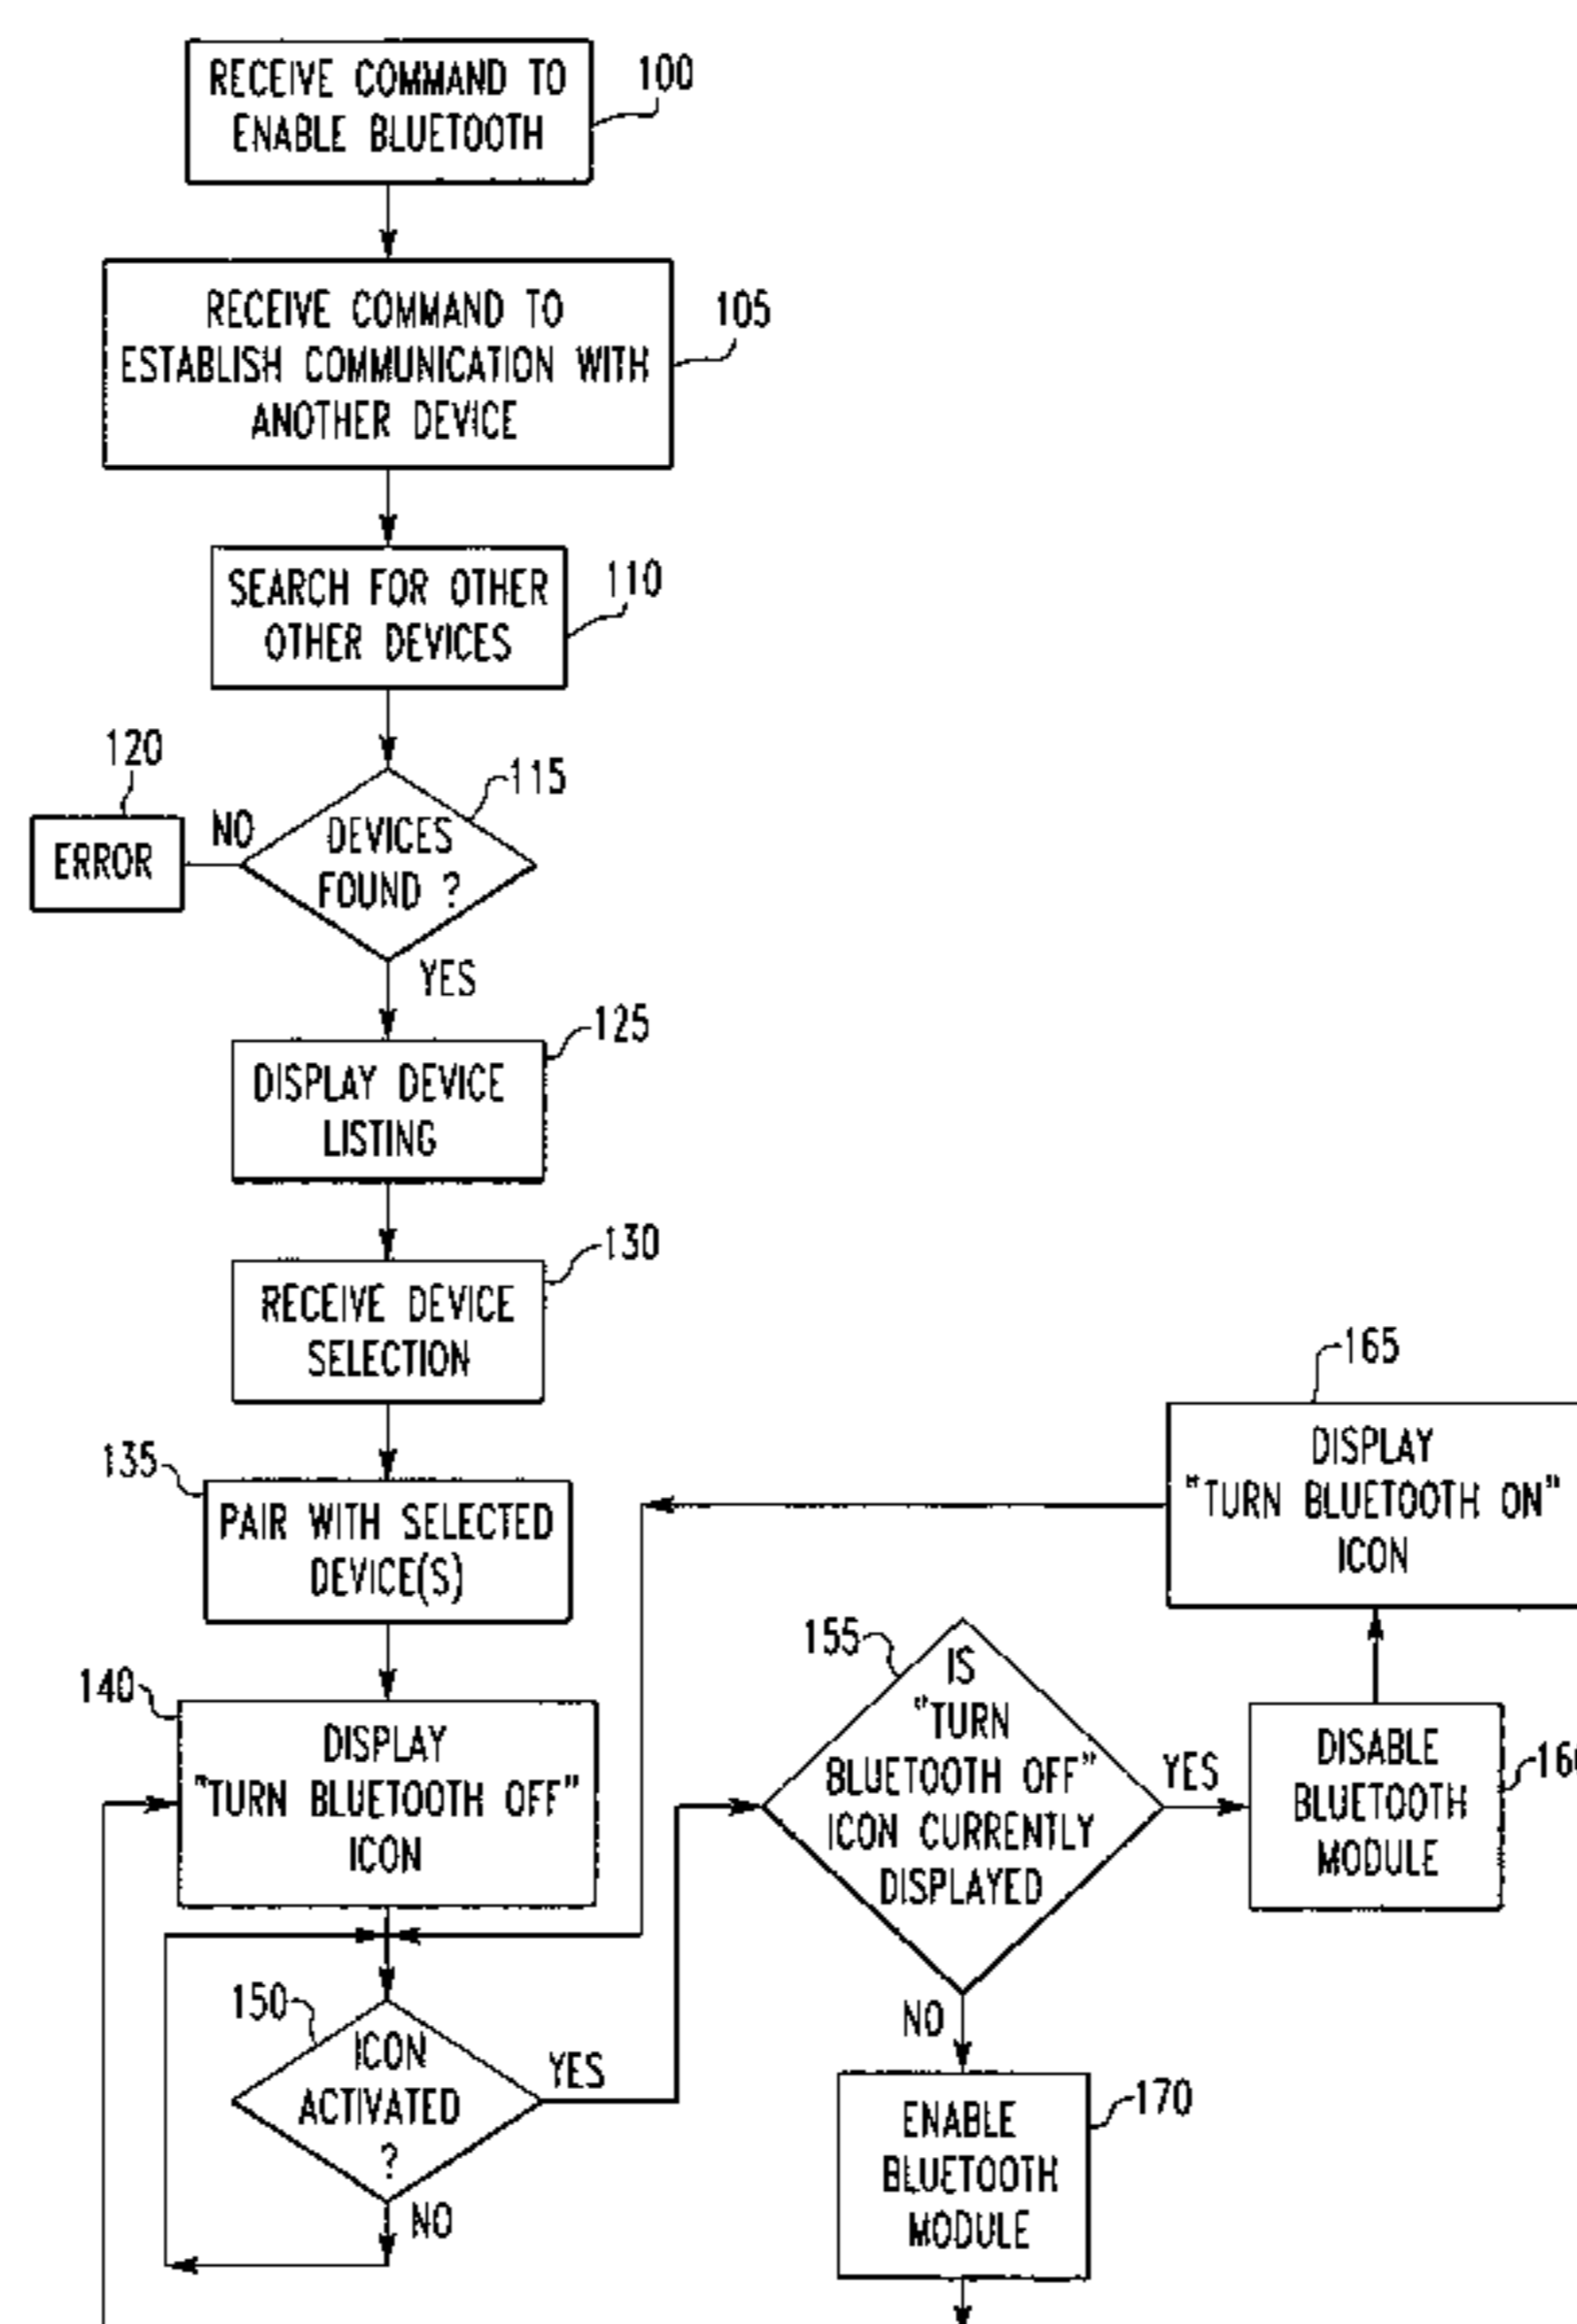 RECEIVE COMMAND TO
ENABLE BLUETOOTH
100
RECEIVE COMMAND TO
ESTABLISH COMMUNICATION WITH
ANOTHER DEVICE
105
SEARCH FOR OTHER
OTHER DEVICES
110
120
ERROR
NO
DEVICES
FOUND ?
115
YES
DISPLAY DEVICE
LISTING
125
RECEIVE DEVICE
SELECTION
130
135
PAIR WITH SELECTED
DEVICE(S)
140
DISPLAY
"TURN BLUETOOTH OFF"
ICON
150
ICON
ACTIVATED
?
YES
NO
155
IS
"TURN
BLUETOOTH OFF"
ICON CURRENTLY
DISPLAYED
YES
NO
DISABLE
BLUETOOTH
MODULE
165
DISPLAY
"TURN BLUETOOTH ON"
ICON
ENABLE
BLUETOOTH
MODULE
170